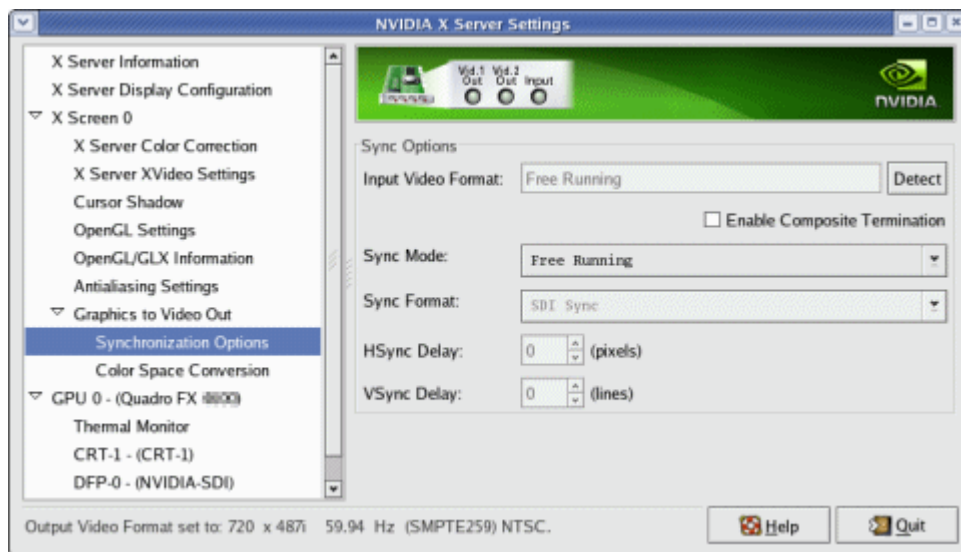 NVIDIA X Server Settings
X Server Information
X Server Display Configuration
X Screen 0
X Server Color Correction
X Server XVideo Settings
Cursor Shadow
OpenGL Settings
OpenGL/GLX Information
Antialiasing Settings
Graphics to Video Out
Synchronization Options
Color Space Conversion
GPU 0 - (Quadro FX
Thermal Monitor
CRT-1 - (CRT-1)
DFP-0 - (NVIDIA-SDI)
Vid.1 Out Vid.2 Out Input
NVIDIA.
Sync Options
Input Video Format: Free Running Detect
Enable Composite Termination
Sync Mode: Free Running
Sync Format: SDI Sync
HSync Delay: 0 (pixels)
VSync Delay: 0 (lines)
Output Video Format set to: 720 x 487i 59.94 Hz (SMPTE259) NTSC.
Help Quit